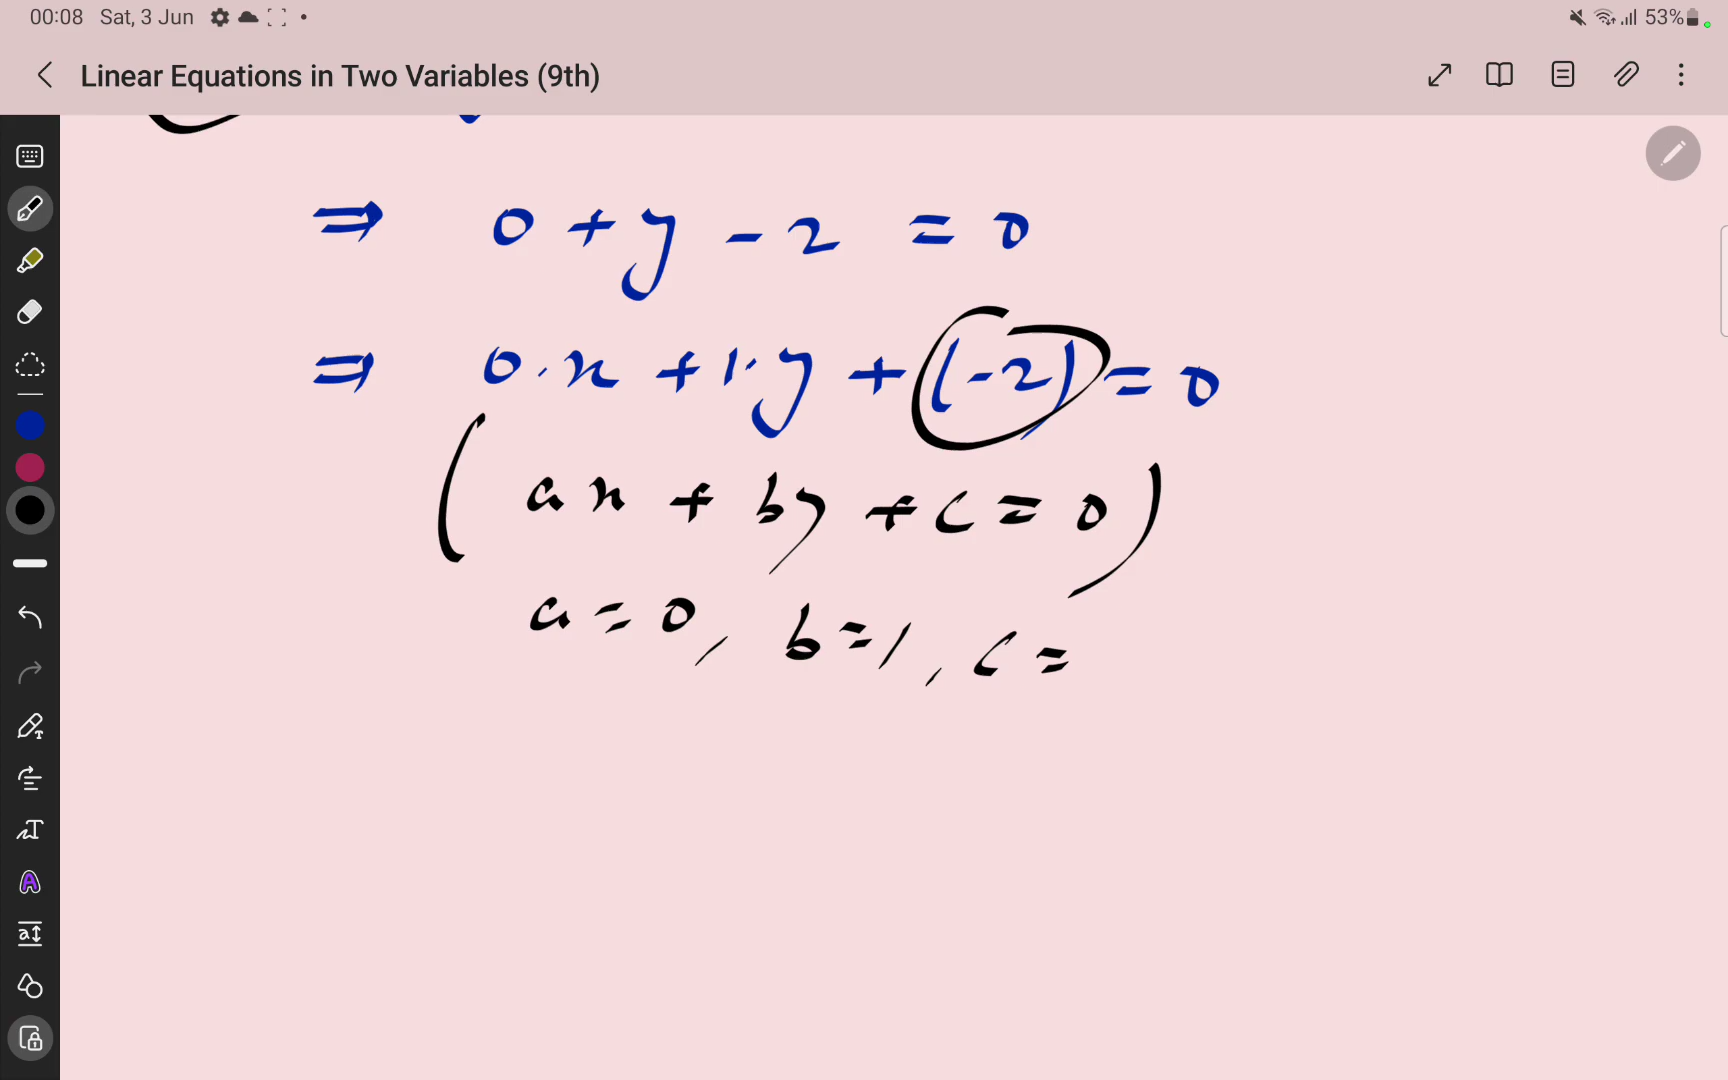 00:08 Sat, 3 Jun 53%
Linear Equations in Two Variables (9th)
⇒ 0 + y - 2 = 0
⇒ 0.x + 1.y + (-2) = 0
(ax + by + c = 0)
a = 0, b = 1, c =